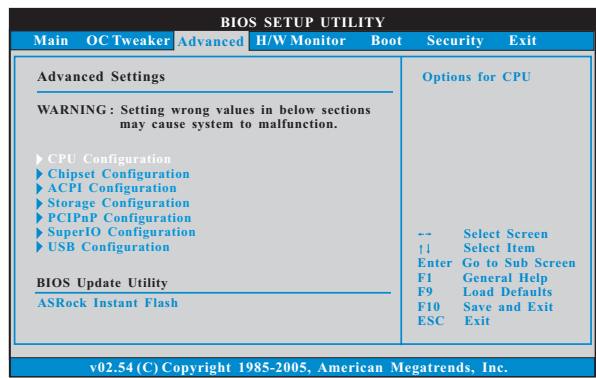 BIOS SETUP UTILITY
Main OC Tweaker Advanced H/W Monitor Boot Security Exit
Advanced Settings
WARNING : Setting wrong values in below sections
may cause system to malfunction.
CPU Configuration
Chipset Configuration
ACPI Configuration
Storage Configuration
PCIPnP Configuration
SuperIO Configuration
USB Configuration
BIOS Update Utility
ASRock Instant Flash
Options for CPU
←→ Select Screen
↑↓ Select Item
Enter Go to Sub Screen
F1 General Help
F9 Load Defaults
F10 Save and Exit
ESC Exit
v02.54 (C) Copyright 1985-2005, American Megatrends, Inc.